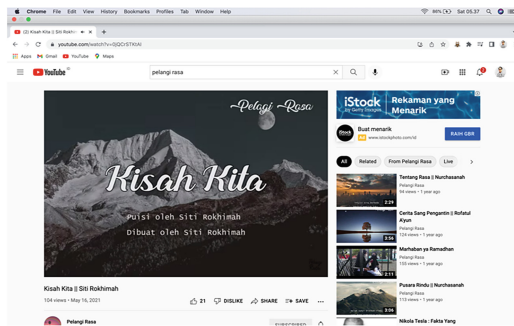 Chrome File Edit View History Bookmarks Profiles Tab Window Help
86% Sat 05.37
(2) Kisah Kita || Siti Rokhi
youtube.com/watch?v=0jQCrSTXtAI
Apps Gmail YouTube Maps
YouTube
pelangi rasa
Pelagi Rasa
Kisah Kita
Puisi oleh Siti Rokhimah
Dibuat oleh Siti Rokhimah
Kisah Kita || Siti Rokhimah
104 views • May 16, 2021
21 DISLIKE SHARE SAVE ...
Pelangi Rasa
SUBSCRIBED
iStock
by Getty Images
Rekaman yang
Menarik
iStock
Buat menarik
Ad www.istockphoto.com/id
RAIH GBR
All Related From Pelangi Rasa Live
Tentang Rasa || Nurchasanah
Pelangi Rasa
94 views • 1 year ago
2:29
Cerita Sang Pengantin || Rofatul
Ayun
Pelangi Rasa
124 views • 1 year ago
3:56
Marhaban ya Ramadhan
Pelangi Rasa
155 views • 1 year ago
2:11
Pusara Rindu || Nurchasanah
Pelangi Rasa
113 views • 1 year ago
3:06
Nikola Tesla : Fakta Yang